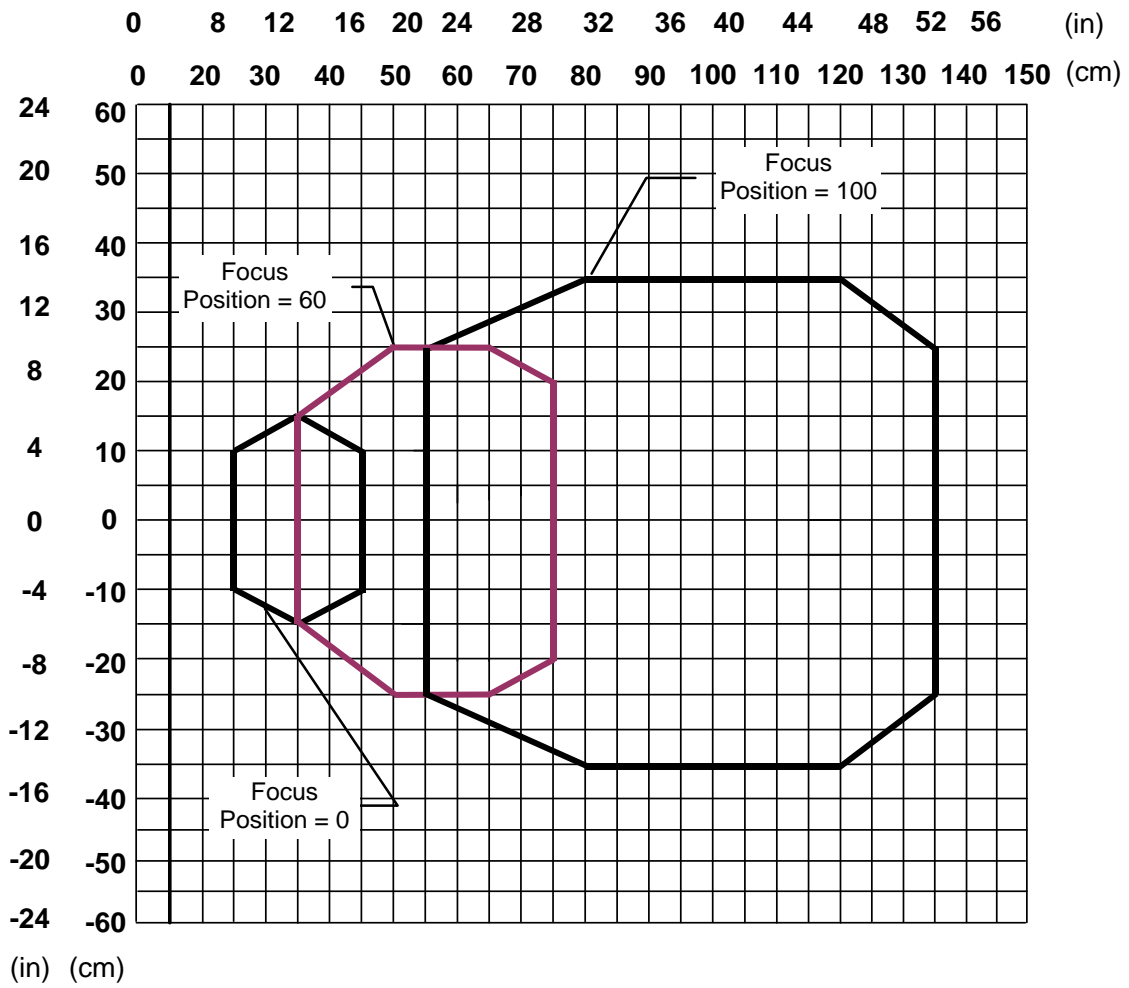 0 8 12 16 20 24 28 32 36 40 44 48 52 56 (in)
0 20 30 40 50 60 70 80 90 100 110 120 130 140 150 (cm)
24 60
20 50
Focus
Position = 100
16 40
Focus
Position = 60
12 30
8 20
4 10
0 0
-4 -10
-8 -20
-12 -30
-16 -40
Focus
Position = 0
-20 -50
-24 -60
(in) (cm)